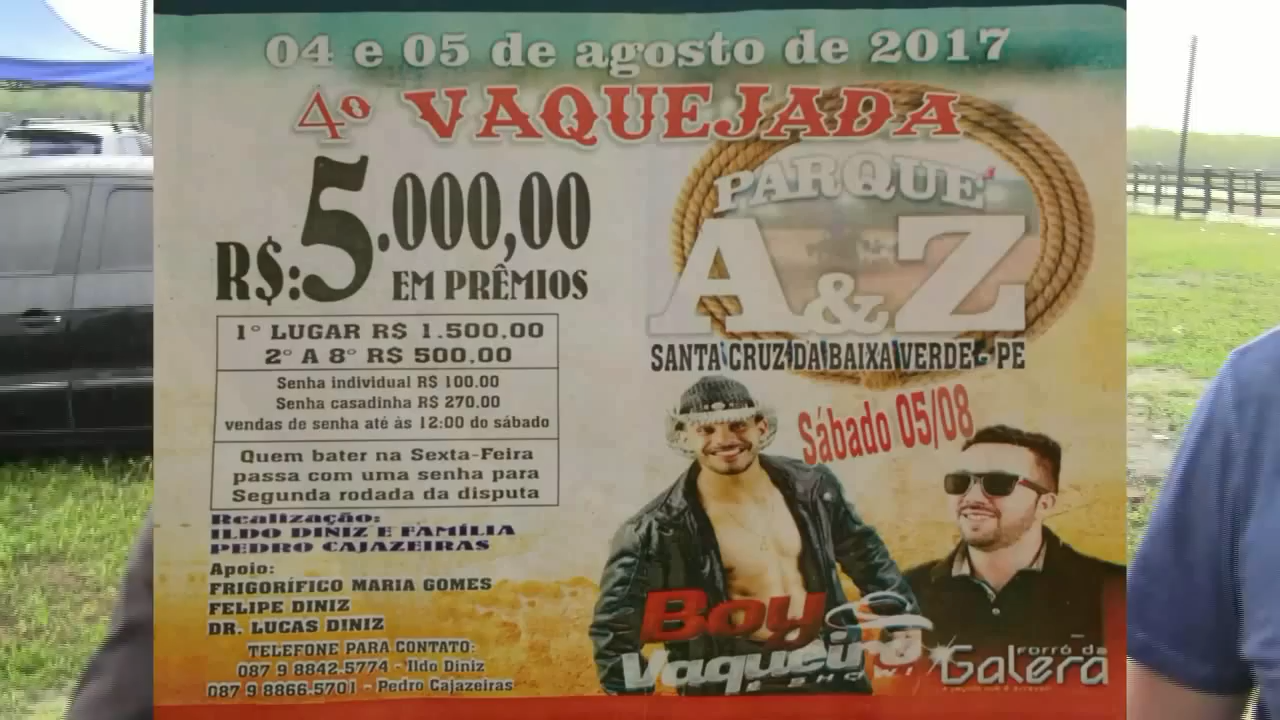 04 e 05 de agosto de 2017
4º VAQUEJADA
PARQUE
A&Z
SANTA CRUZ DA BAIXA VERDE - PE
R$:5.000,00
EM PRÊMIOS
1º LUGAR R$ 1.500,00
2º A 8º R$ 500,00
Senha individual R$ 100.00
Senha casadinha R$ 270.00
vendas de senha até às 12:00 do sábado
Quem bater na Sexta-Feira
passa com uma senha para
Segunda rodada da disputa
Realização:
ILDO DINIZ E FAMÍLIA
PEDRO CAJAZEIRAS
Apoio:
FRIGORÍFICO MARIA GOMES
FELIPE DINIZ
DR. LUCAS DINIZ
TELEFONE PARA CONTATO:
087 9 8842.5774 - Ildo Diniz
087 9 8866.5701 - Pedro Cajazeiras
Sábado 05/08
Boy
Vaqueiro
SHOW!
Forró da
Galera